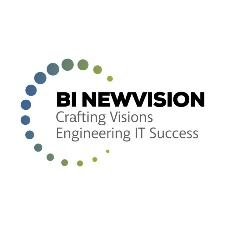 BI NEWVISION
Crafting Visions
Engineering IT Success